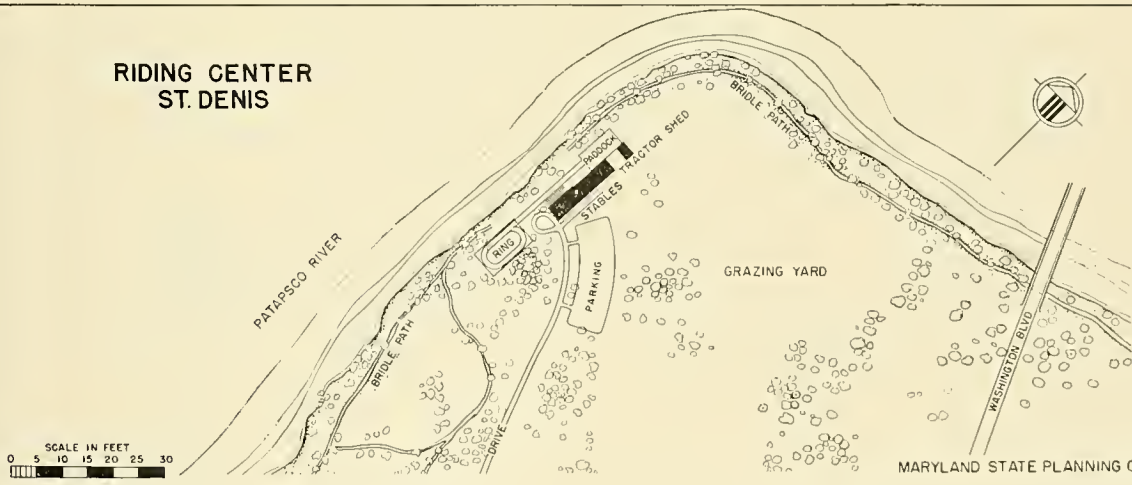 RIDING CENTER
ST. DENIS
BRIDLE PATH
PADDOCK
TRACTOR SHED
STABLES
RING
PATAPSCO RIVER
GRAZING YARD
PARKING
BRIDLE PATH
WASHINGTON BLVD
DRIVE
SCALE IN FEET
0 5 10 15 20 25 30
MARYLAND STATE PLANNING